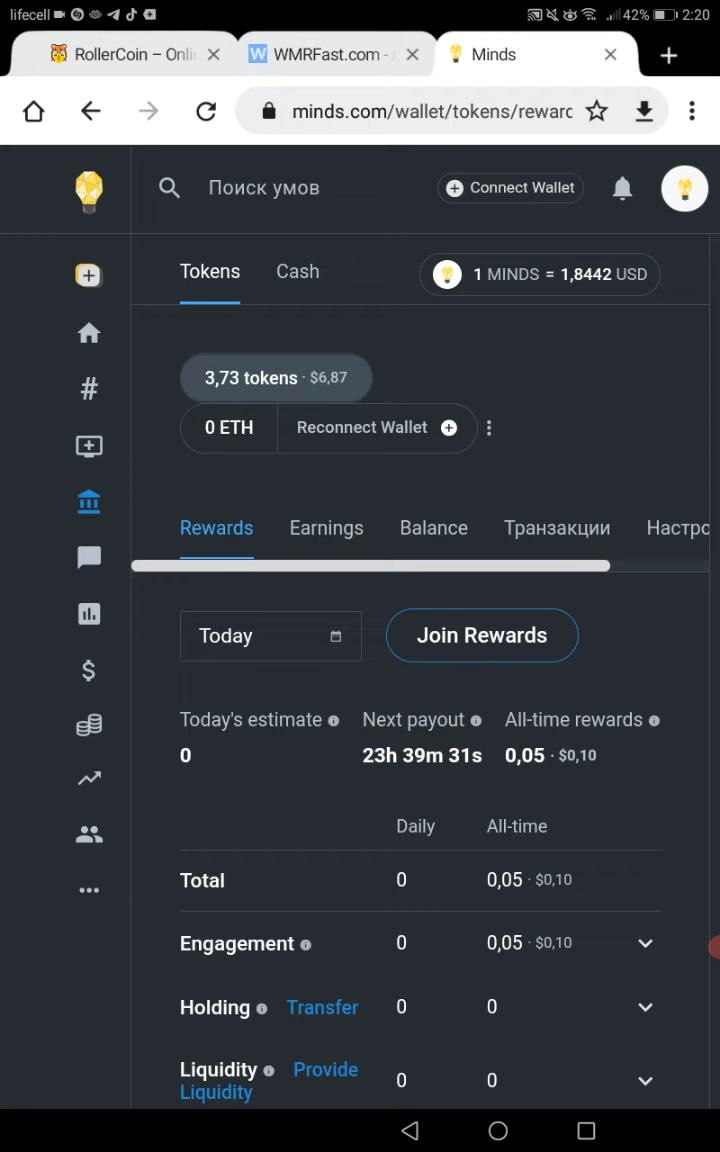 lifecell 42% 2:20
RollerCoin – Onli
WMRFast.com -
Minds
minds.com/wallet/tokens/reward
Поиск умов
Connect Wallet
Tokens Cash
1 MINDS = 1,8442 USD
3,73 tokens · $6,87
0 ETH Reconnect Wallet
Rewards Earnings Balance Транзакции Настро
Today Join Rewards
Today's estimate Next payout All-time rewards
0 23h 39m 31s 0,05 · $0,10
Daily All-time
Total 0 0,05 · $0,10
Engagement 0 0,05 · $0,10
Holding Transfer 0 0
Liquidity Provide
Liquidity 0 0